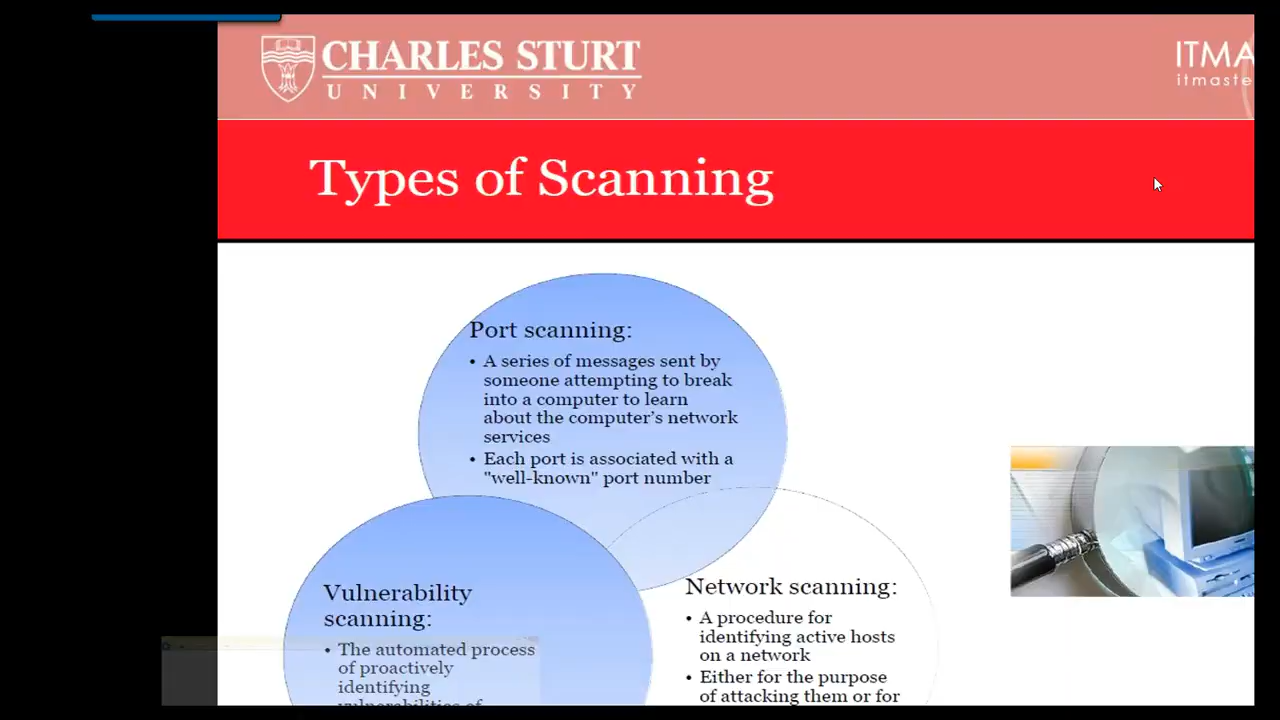 CHARLES STURT
UNIVERSITY
ITMA
itmaste
Types of Scanning
Port scanning:
• A series of messages sent by
someone attempting to break
into a computer to learn
about the computer’s network
services
• Each port is associated with a
"well-known" port number
Vulnerability
scanning:
• The automated process
of proactively
identifying
vulnerabilities of
Network scanning:
• A procedure for
identifying active hosts
on a network
• Either for the purpose
of attacking them or for